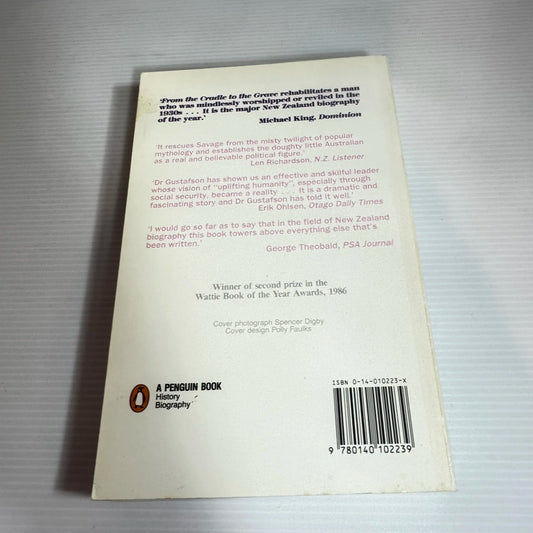 'From the Cradle to the Grave rehabilitates a man
who was mindlessly worshipped or reviled in the
1930s . . . It is the major New Zealand biography
of the year.'
Michael King, Dominion
'It rescues Savage from the misty twilight of popular
mythology and establishes the doughty little Australian
as a real and believable political figure.'
Len Richardson, N.Z. Listener
'Dr Gustafson has shown us an effective and skilful leader
whose vision of "uplifting humanity", especially through
social security, became a reality . . . . It is a dramatic and
fascinating story and Dr Gustafson has told it well.'
Erik Ohlsen, Otago Daily Times
'I would go so far as to say that in the field of New Zealand
biography this book towers above everything else that's
been written.'
George Theobald, PSA Journal
Winner of second prize in the
Wattie Book of the Year Awards, 1986
Cover photograph Spencer Digby
Cover design Polly Faulks
A PENGUIN BOOK
History
Biography
ISBN 0-14-010223-X
9 780140 102239